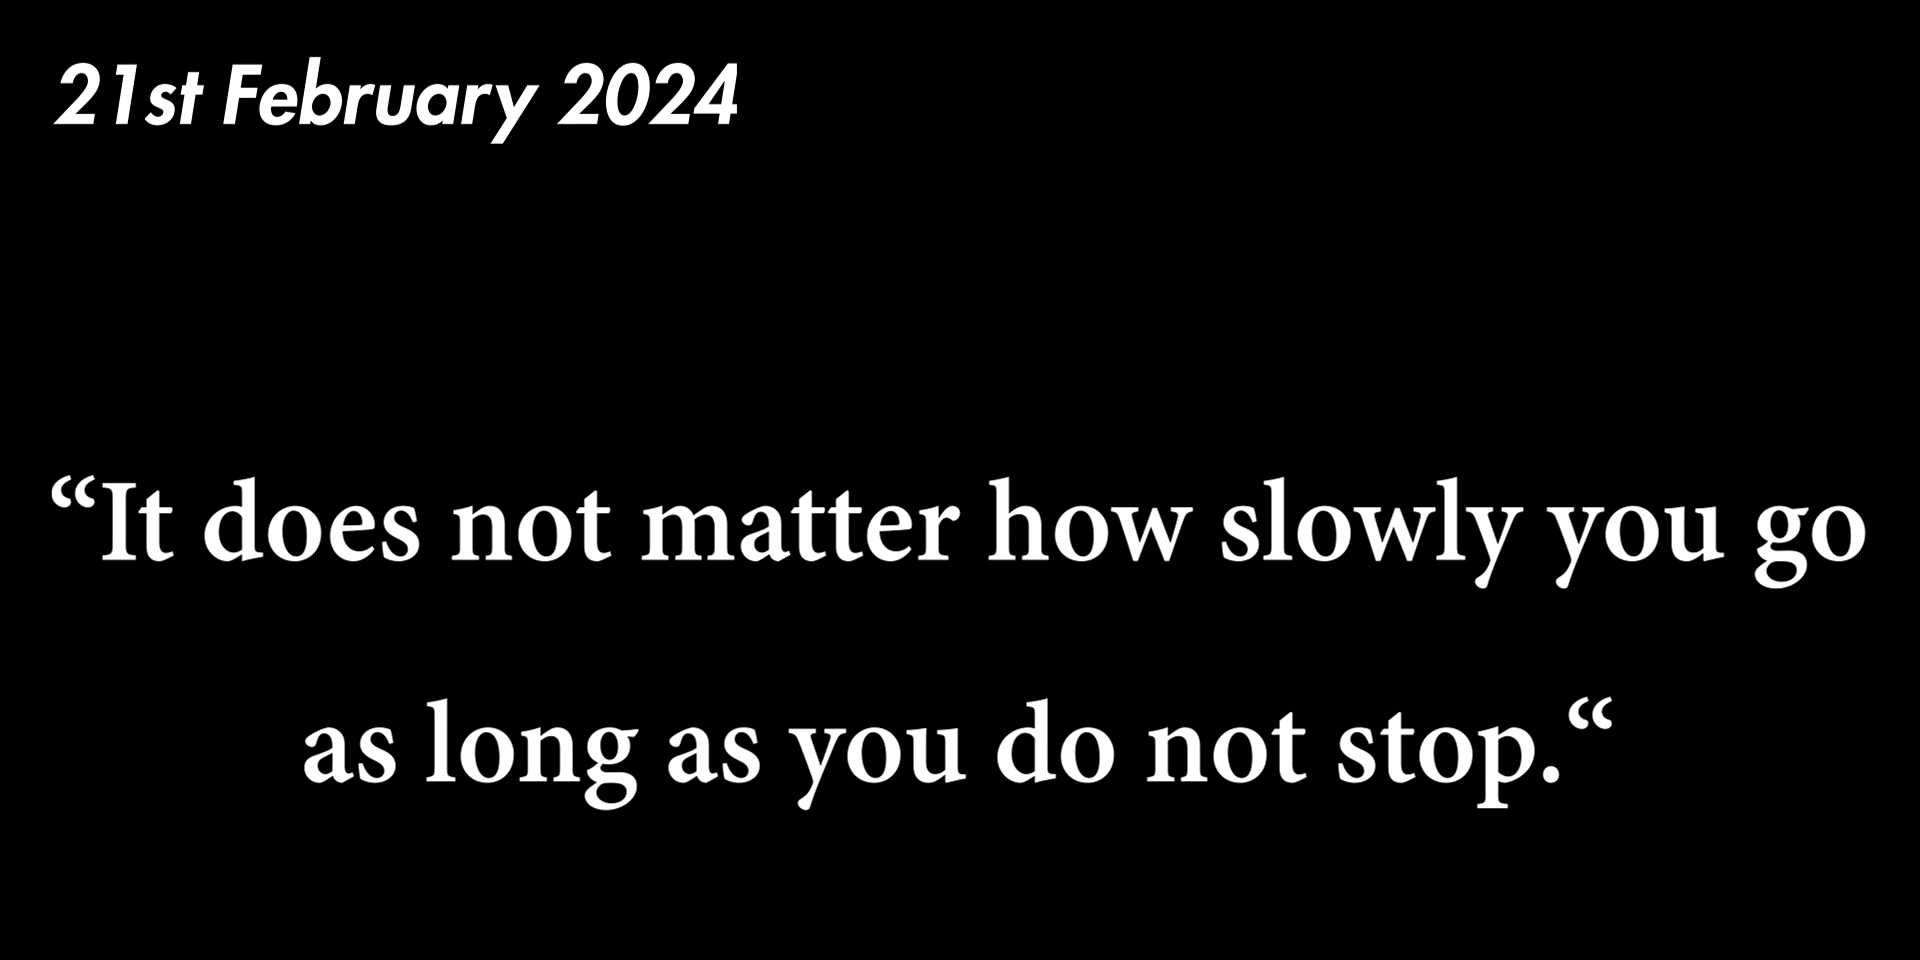 21st February 2024
“It does not matter how slowly you go
as long as you do not stop.“